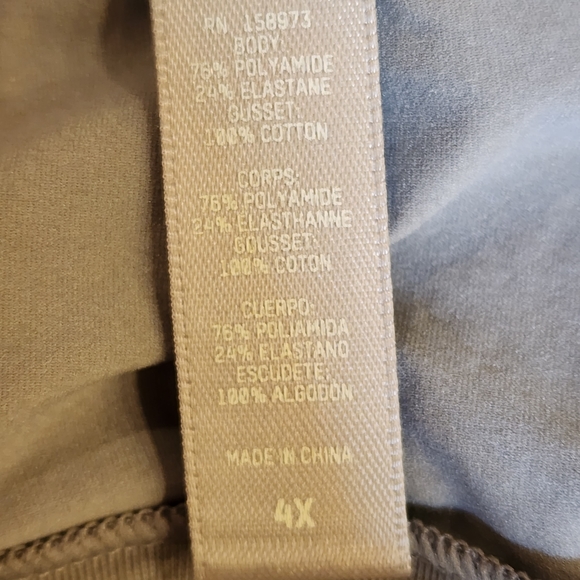 RN 158973
BODY:
76% POLYAMIDE
24% ELASTANE
GUSSET:
100% COTTON
CORPS:
76% POLYAMIDE
24% ELASTHANNE
GOUSSET:
100% COTON
CUERPO:
76% POLIAMIDA
24% ELASTANO
ESCUDETE:
100% ALGODÓN
MADE IN CHINA
4X